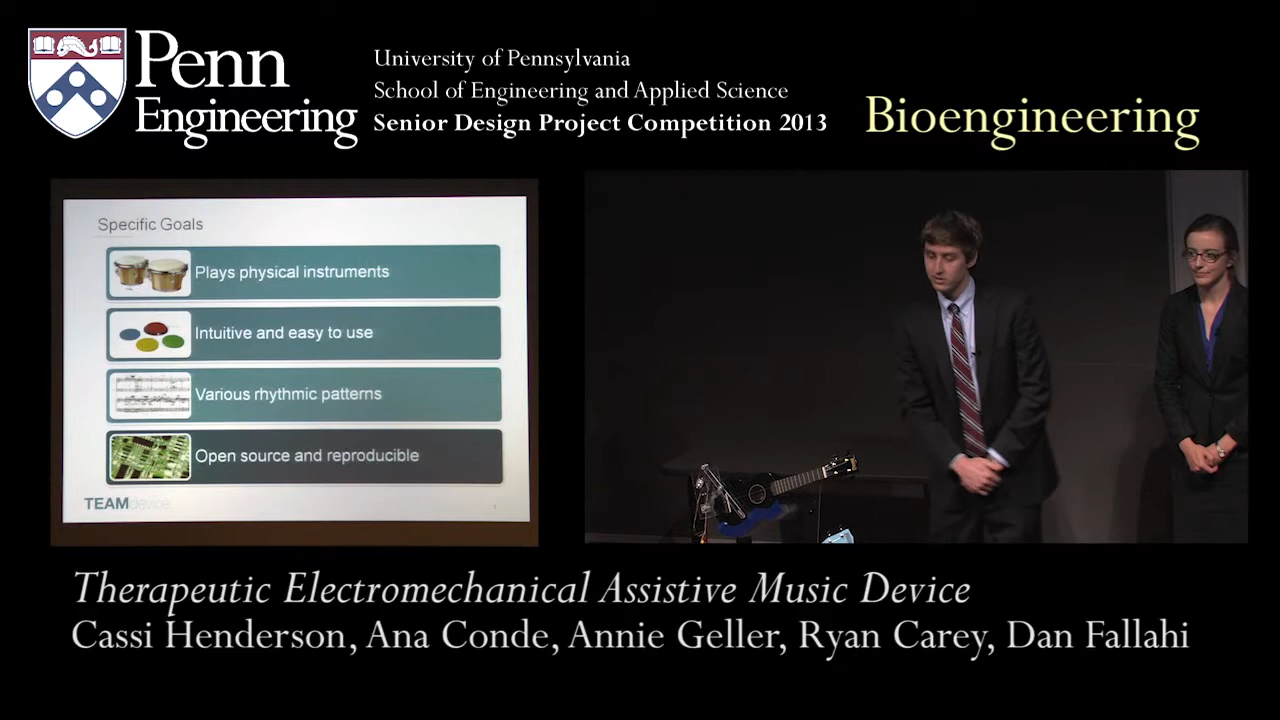 Penn
Engineering
University of Pennsylvania
School of Engineering and Applied Science
Senior Design Project Competition 2013
Bioengineering
Specific Goals
Plays physical instruments
Intuitive and easy to use
Various rhythmic patterns
Open source and reproducible
TEAMdevice
Therapeutic Electromechanical Assistive Music Device
Cassi Henderson, Ana Conde, Annie Geller, Ryan Carey, Dan Fallahi